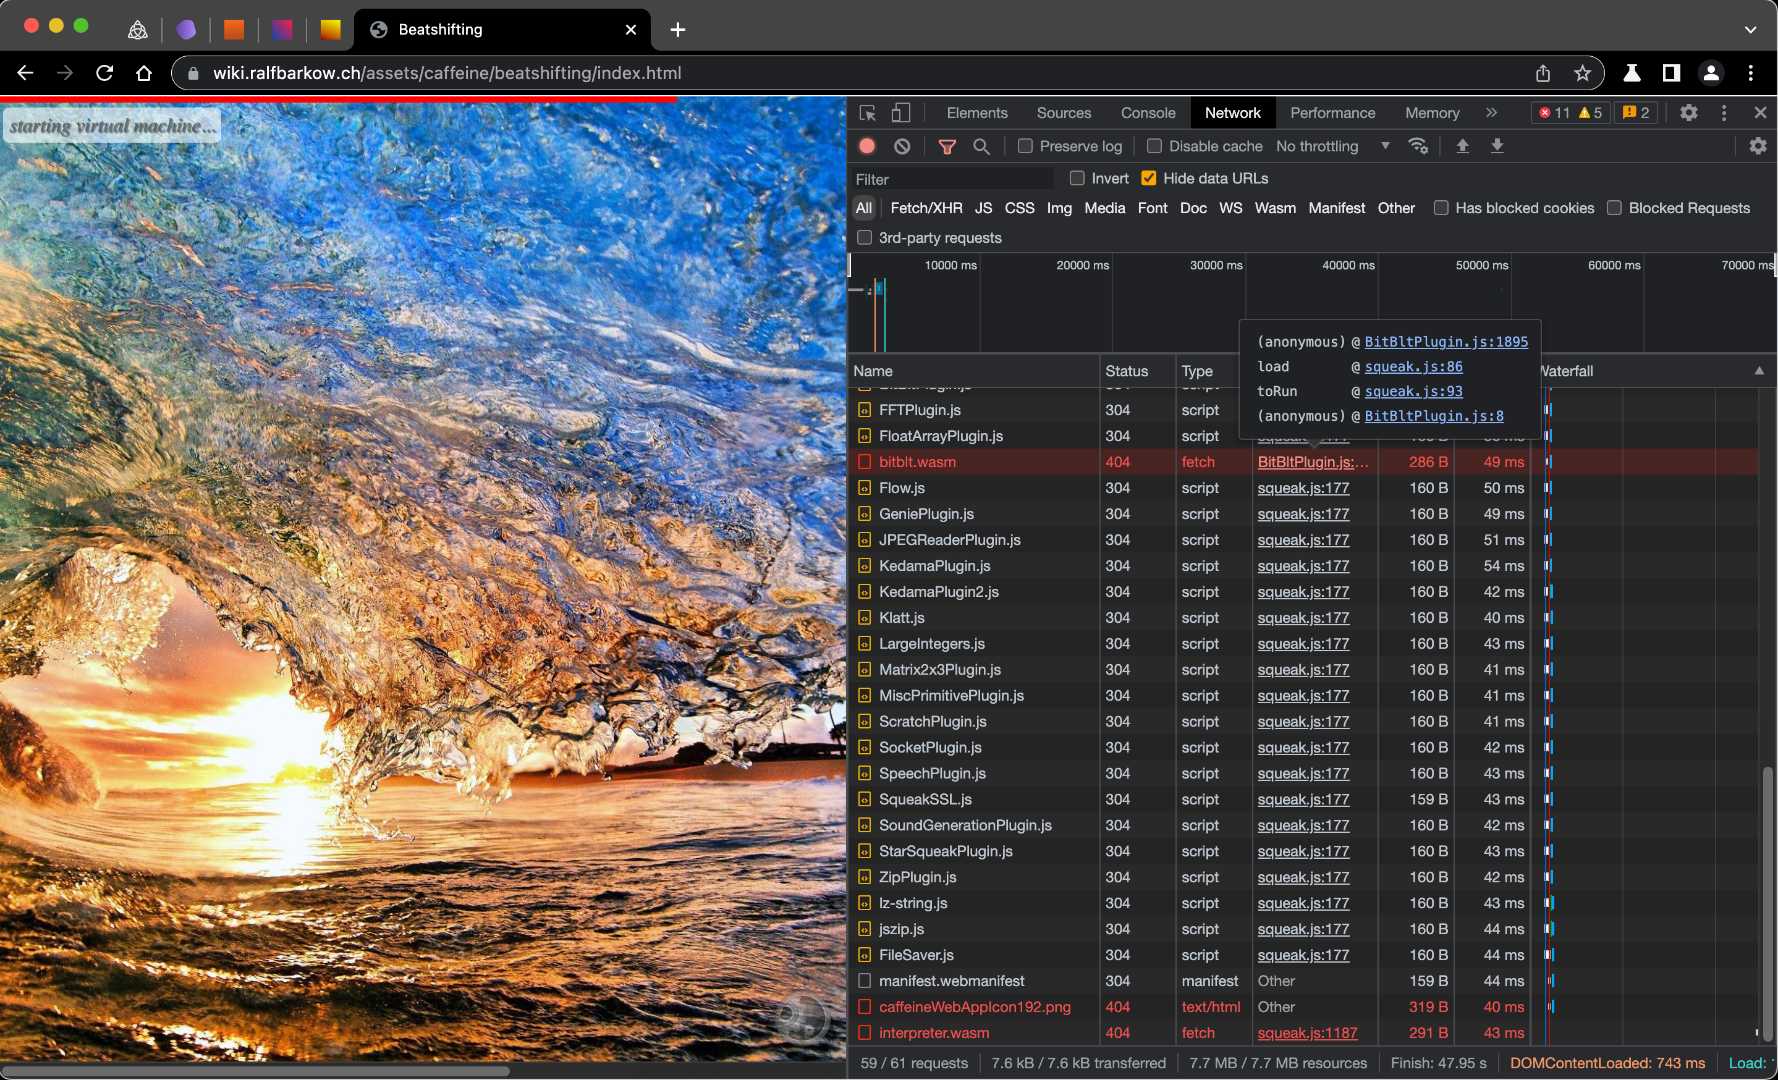 Beatshifting
wiki.ralfbarkow.ch/assets/caffeine/beatshifting/index.html
starting virtual machine...
Elements Sources Console Network Performance Memory 11 5 2
Preserve log Disable cache No throttling
Filter Invert Hide data URLs
All Fetch/XHR JS CSS Img Media Font Doc WS Wasm Manifest Other Has blocked cookies Blocked Requests
3rd-party requests
10000 ms 20000 ms 30000 ms 40000 ms 50000 ms 60000 ms 70000 ms
(anonymous) @ BitBltPlugin.js:1895
load @ squeak.js:86
toRun @ squeak.js:93
(anonymous) @ BitBltPlugin.js:8
Name Status Type Waterfall
FFTPlugin.js 304 script
FloatArrayPlugin.js 304 script
bitblt.wasm 404 fetch BitBltPlugin.js:... 286 B 49 ms
Flow.js 304 script squeak.js:177 160 B 50 ms
GeniePlugin.js 304 script squeak.js:177 160 B 49 ms
JPEGReaderPlugin.js 304 script squeak.js:177 160 B 51 ms
KedamaPlugin.js 304 script squeak.js:177 160 B 54 ms
KedamaPlugin2.js 304 script squeak.js:177 160 B 42 ms
Klatt.js 304 script squeak.js:177 160 B 40 ms
LargeIntegers.js 304 script squeak.js:177 160 B 43 ms
Matrix2x3Plugin.js 304 script squeak.js:177 160 B 41 ms
MiscPrimitivePlugin.js 304 script squeak.js:177 160 B 41 ms
ScratchPlugin.js 304 script squeak.js:177 160 B 41 ms
SocketPlugin.js 304 script squeak.js:177 160 B 42 ms
SpeechPlugin.js 304 script squeak.js:177 160 B 43 ms
SqueakSSL.js 304 script squeak.js:177 159 B 43 ms
SoundGenerationPlugin.js 304 script squeak.js:177 160 B 42 ms
StarSqueakPlugin.js 304 script squeak.js:177 160 B 43 ms
ZipPlugin.js 304 script squeak.js:177 160 B 42 ms
lz-string.js 304 script squeak.js:177 160 B 43 ms
jszip.js 304 script squeak.js:177 160 B 44 ms
FileSaver.js 304 script squeak.js:177 160 B 44 ms
manifest.webmanifest 304 manifest Other 159 B 44 ms
caffeineWebAppIcon192.png 404 text/html Other 319 B 40 ms
interpreter.wasm 404 fetch squeak.js:1187 291 B 43 ms
59 / 61 requests 7.6 kB / 7.6 kB transferred 7.7 MB / 7.7 MB resources Finish: 47.95 s DOMContentLoaded: 743 ms Load: